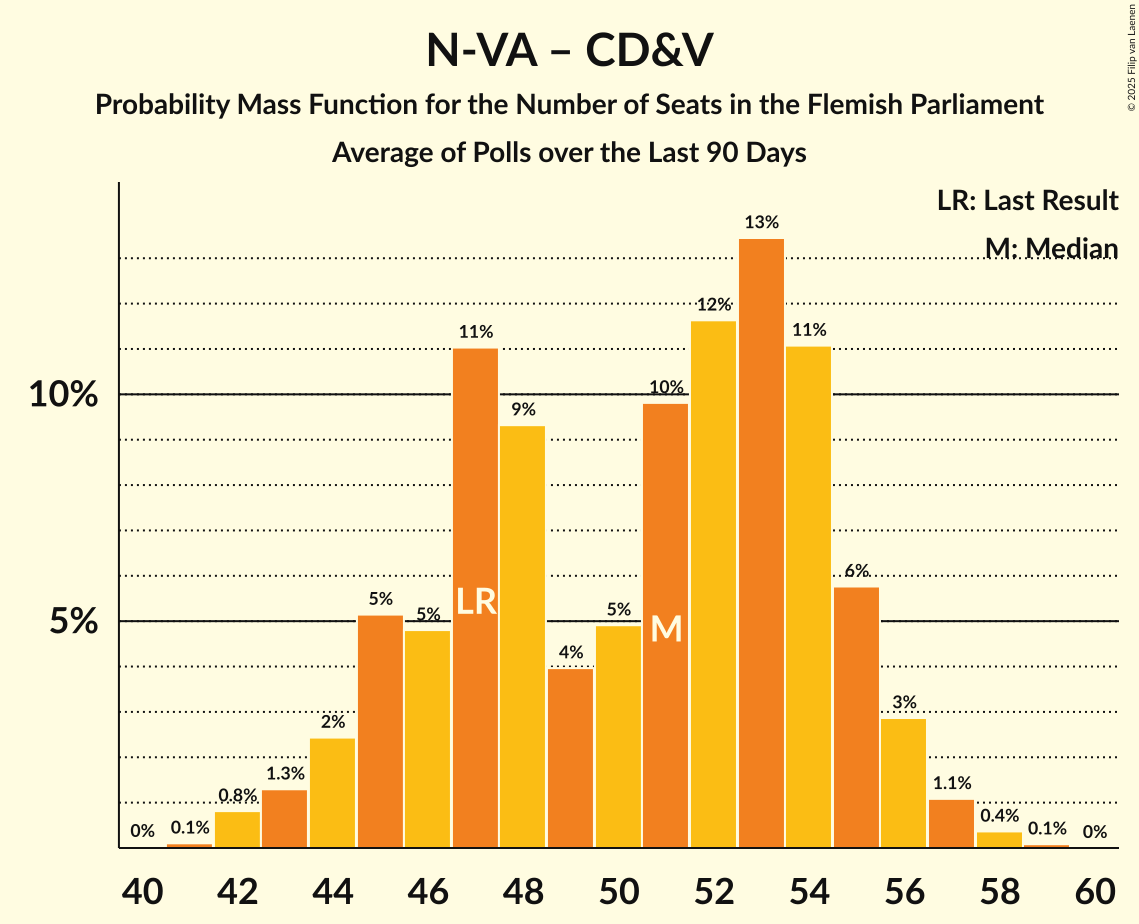 N-VA – CD&V
Probability Mass Function for the Number of Seats in the Flemish Parliament
Average of Polls over the Last 90 Days
© 2025 Filip van Laenen
LR: Last Result
M: Median
10%
5%
0%
0.1%
0.8%
1.3%
2%
5%
5%
11%
9%
4%
5%
10%
12%
13%
11%
6%
3%
1.1%
0.4%
0.1%
0%
LR
M
40 42 44 46 48 50 52 54 56 58 60